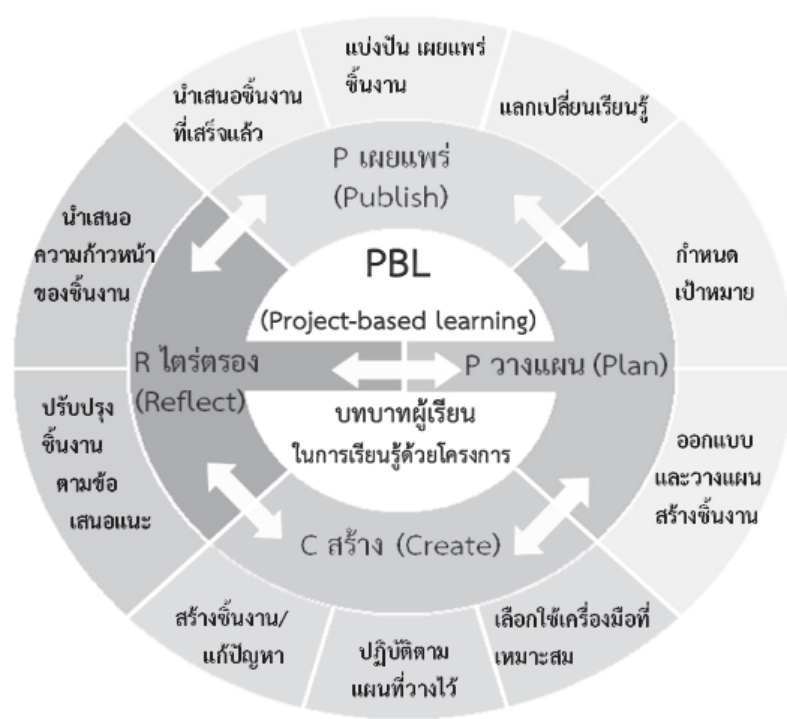 แบ่งปัน เผยแพร่
ชิ้นงาน
นำเสนอชิ้นงาน
ที่เสร็จแล้ว
แลกเปลี่ยนเรียนรู้
P เผยแพร่
(Publish)
นำเสนอ
ความก้าวหน้า
ของชิ้นงาน
กำหนด
เป้าหมาย
PBL
(Project-based learning)
R ไตร่ตรอง
(Reflect)
P วางแผน (Plan)
บทบาทผู้เรียน
ในการเรียนรู้ด้วยโครงการ
ปรับปรุง
ชิ้นงาน
ตามข้อ
เสนอแนะ
ออกแบบ
และวางแผน
สร้างชิ้นงาน
C สร้าง (Create)
สร้างชิ้นงาน/
แก้ปัญหา
ปฏิบัติตาม
แผนที่วางไว้
เลือกใช้เครื่องมือที่
เหมาะสม